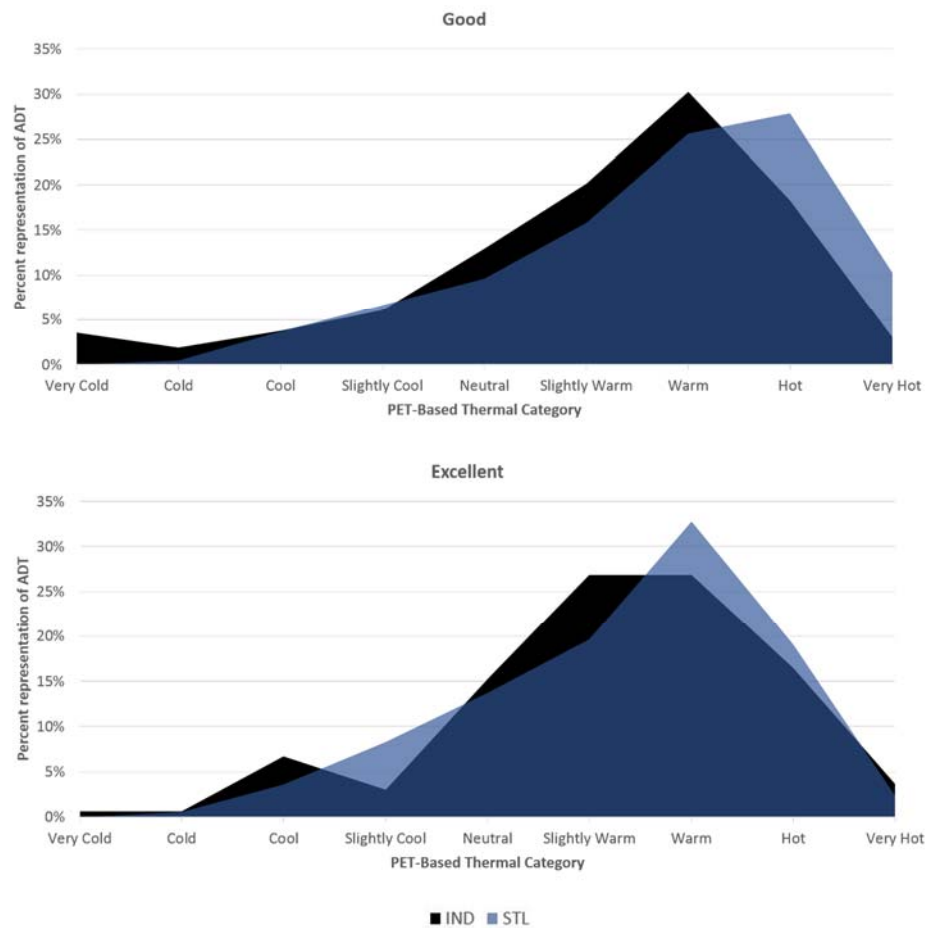 Good
Percent representation of ADT
35%
30%
25%
20%
15%
10%
5%
0%
Very Cold Cold Cool Slightly Cool Neutral Slightly Warm Warm Hot Very Hot
PET-Based Thermal Category
Excellent
Percent representation of ADT
35%
30%
25%
20%
15%
10%
5%
0%
Very Cold Cold Cool Slightly Cool Neutral Slightly Warm Warm Hot Very Hot
PET-Based Thermal Category
IND STL